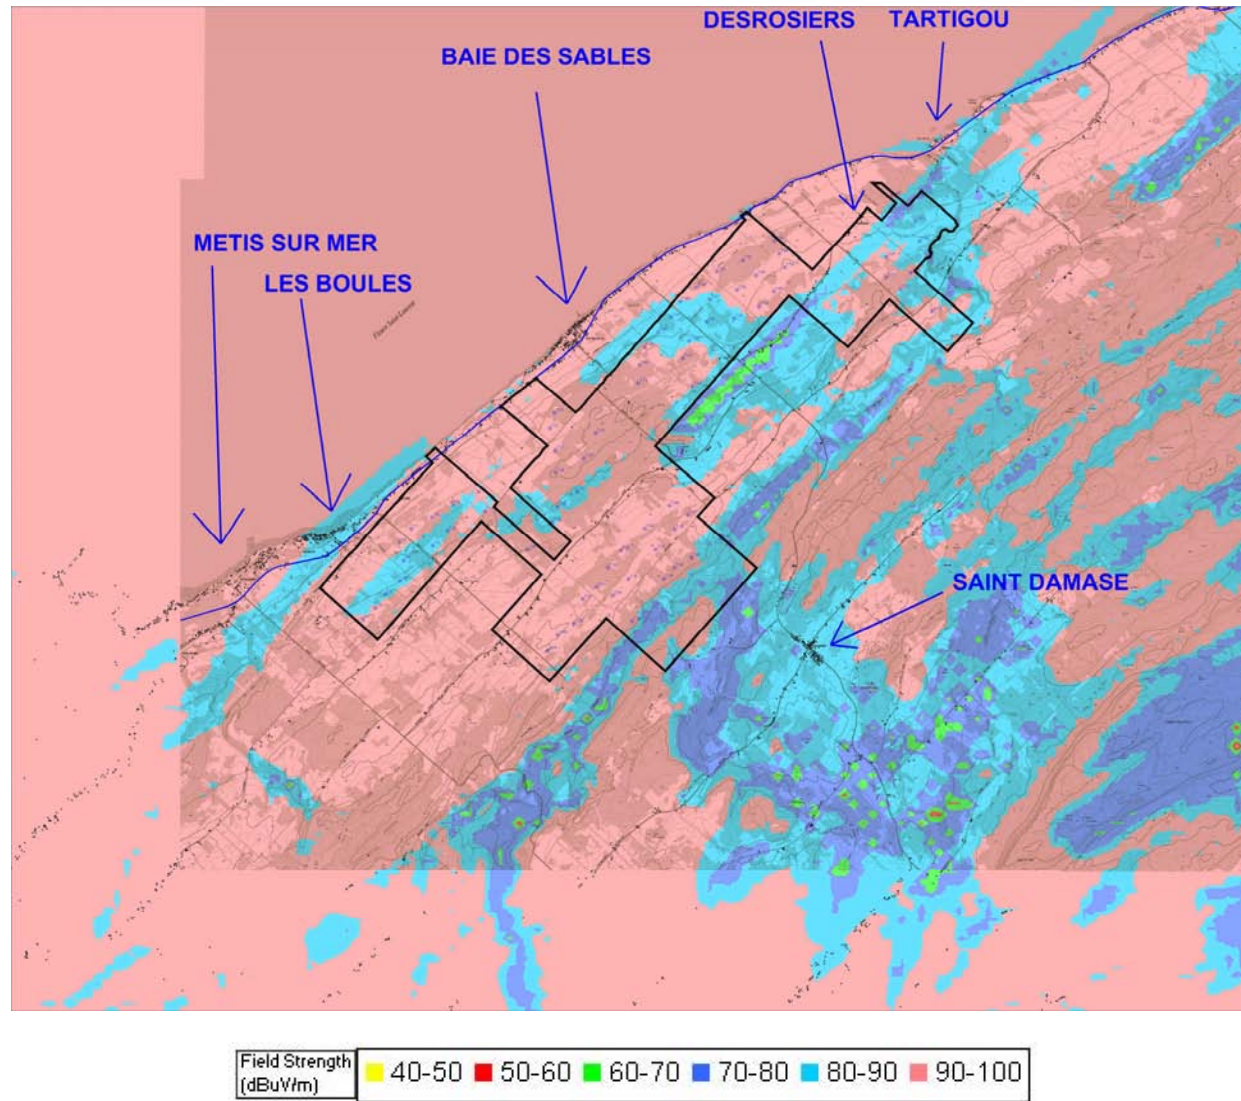 DESROSIERS
TARTIGOU
BAIE DES SABLES
METIS SUR MER
LES BOULES
SAINT DAMASE
Field Strength
(dBuV/m)
40-50 50-60 60-70 70-80 80-90 90-100